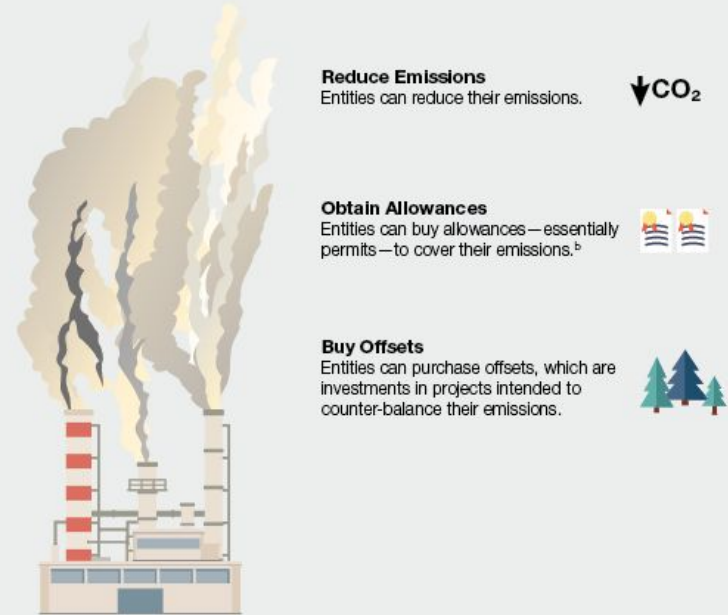 Reduce Emissions
Entities can reduce their emissions.
CO₂
Obtain Allowances
Entities can buy allowances—essentially
permits—to cover their emissions.ᵇ
Buy Offsets
Entities can purchase offsets, which are
investments in projects intended to
counter-balance their emissions.